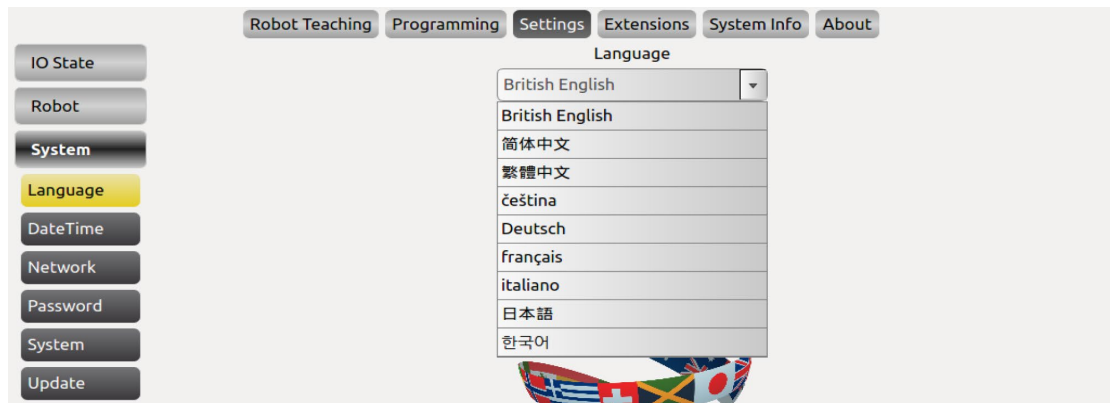 Robot Teaching Programming Settings Extensions System Info About
IO State
Robot
System
Language
DateTime
Network
Password
System
Update
Language
British English
British English
简体中文
繁體中文
čeština
Deutsch
français
italiano
日本語
한국어